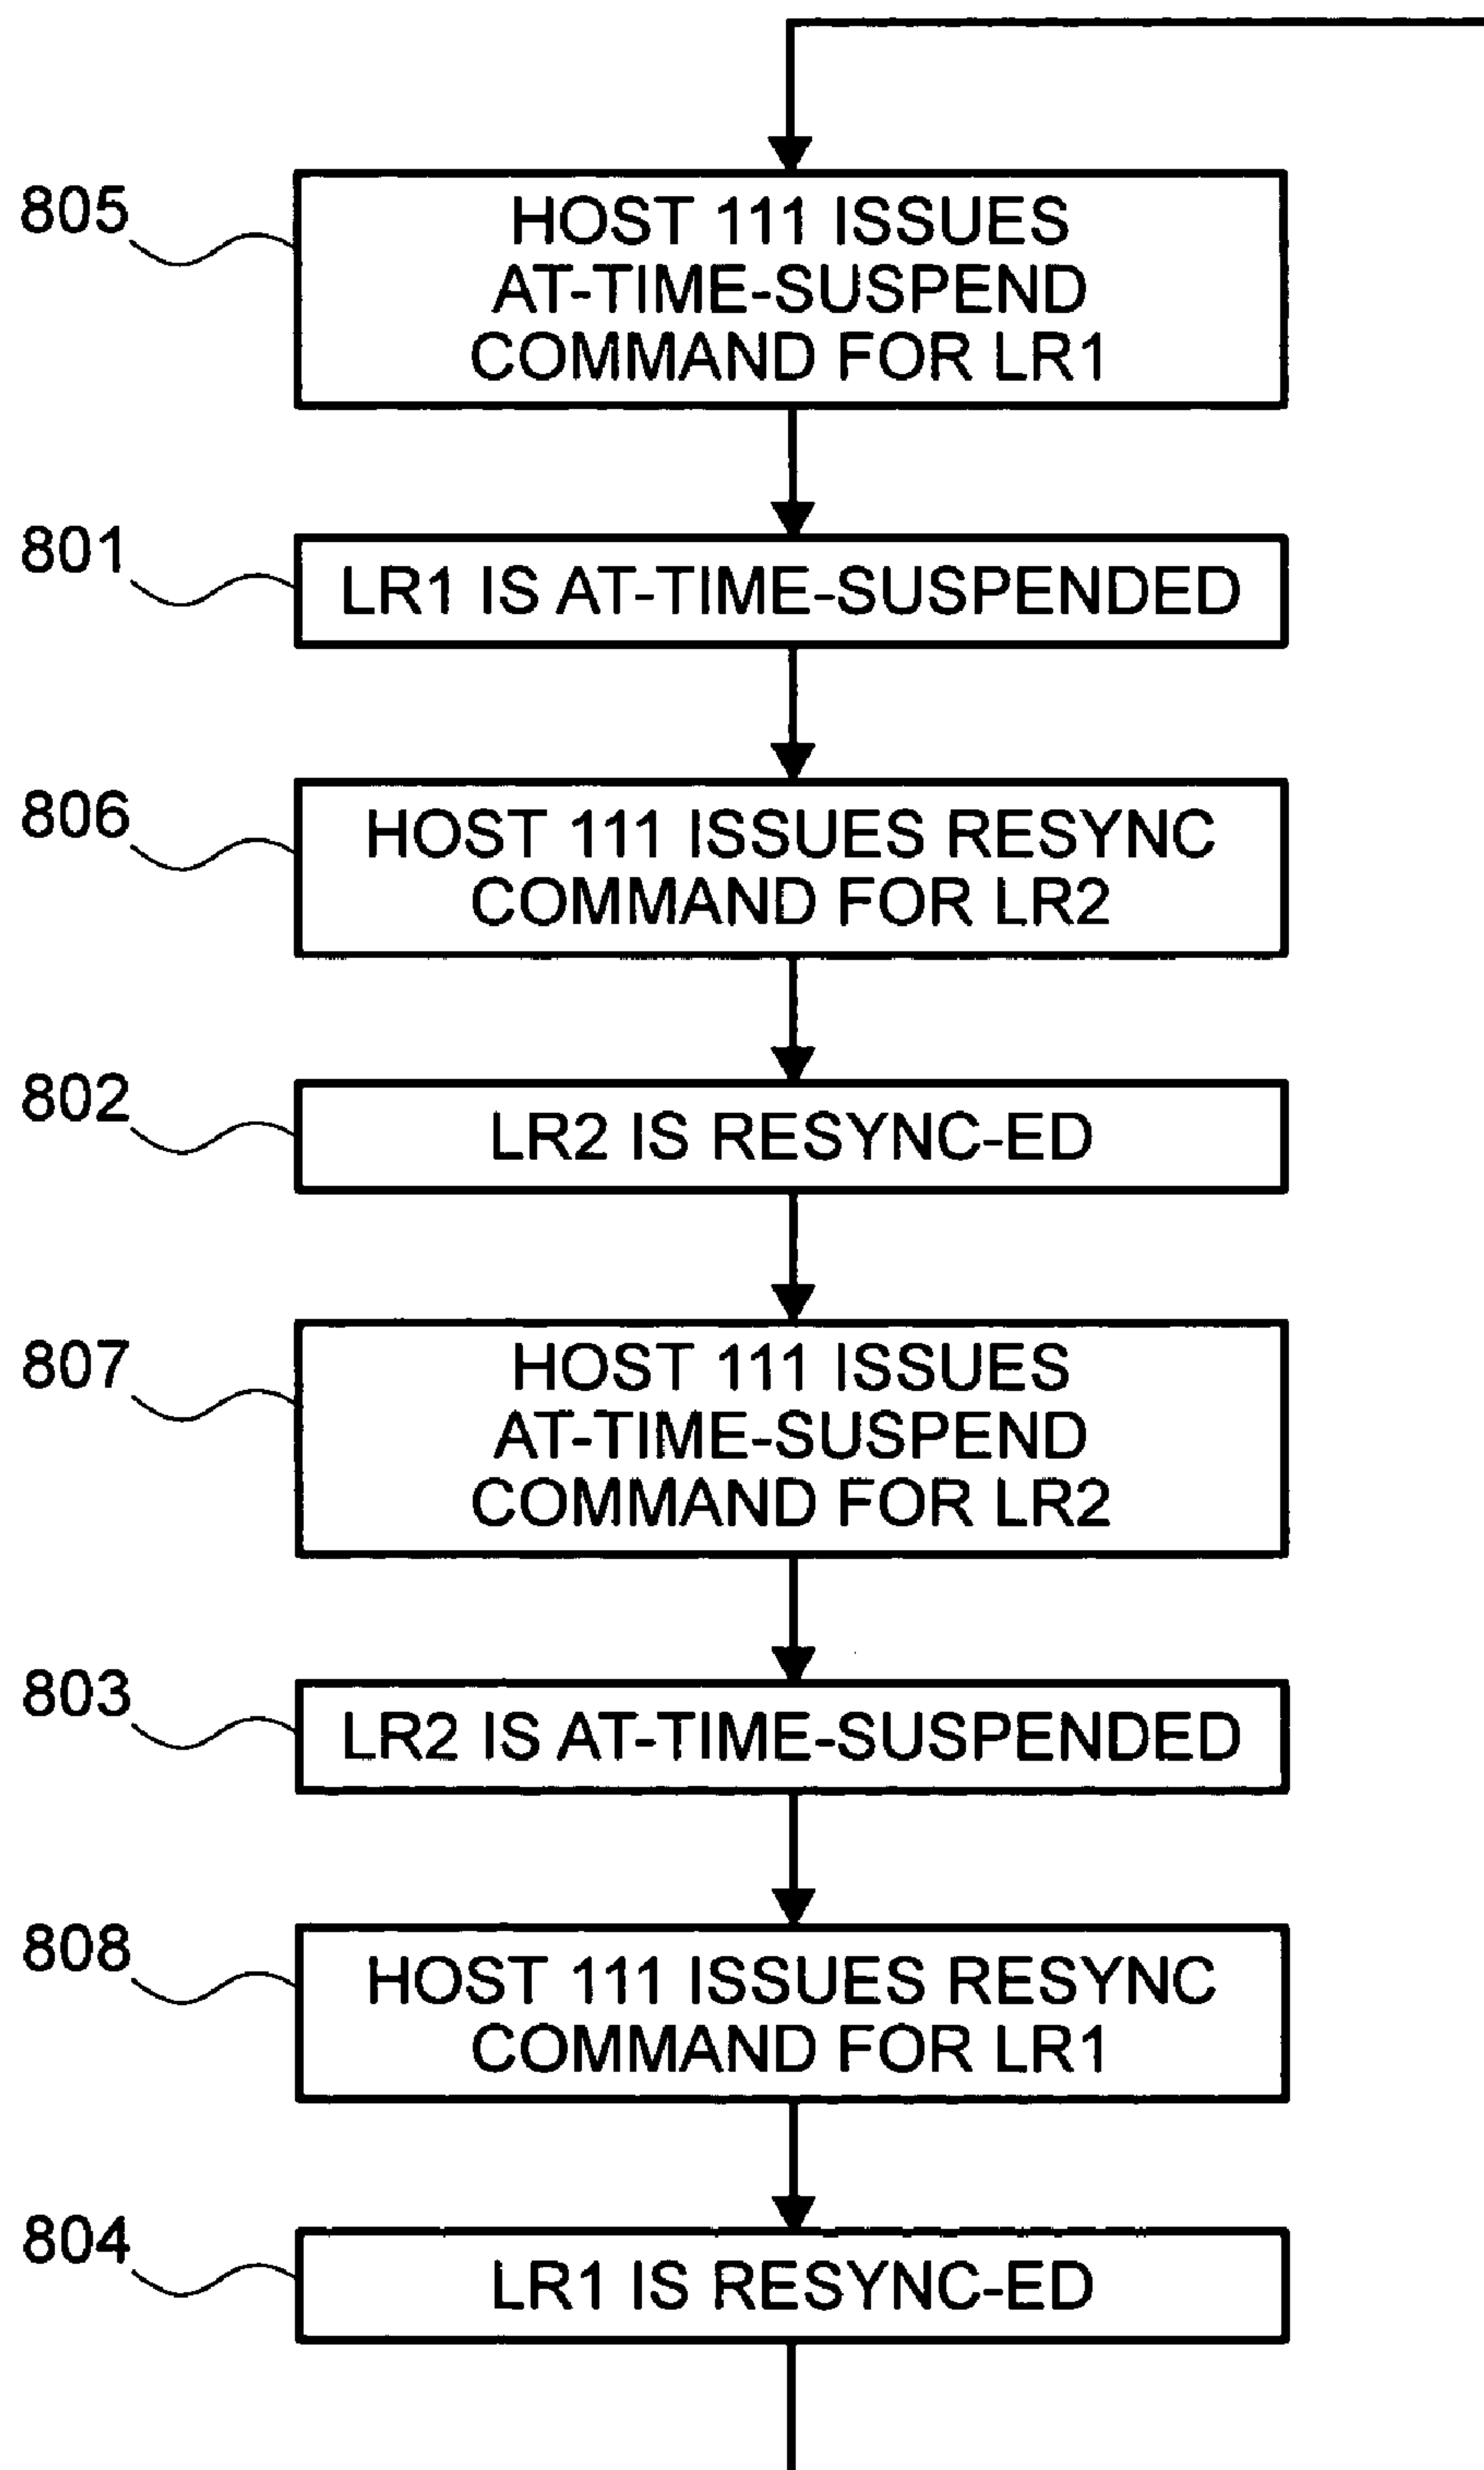 805
HOST 111 ISSUES
AT-TIME-SUSPEND
COMMAND FOR LR1
801
LR1 IS AT-TIME-SUSPENDED
806
HOST 111 ISSUES RESYNC
COMMAND FOR LR2
802
LR2 IS RESYNC-ED
807
HOST 111 ISSUES
AT-TIME-SUSPEND
COMMAND FOR LR2
803
LR2 IS AT-TIME-SUSPENDED
808
HOST 111 ISSUES RESYNC
COMMAND FOR LR1
804
LR1 IS RESYNC-ED